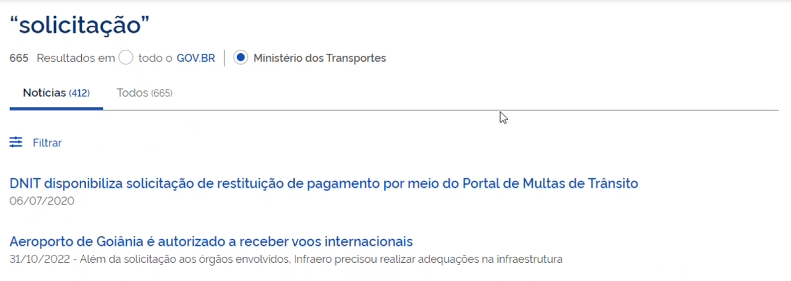 “solicitação”
665 Resultados em todo o GOV.BR Ministério dos Transportes
Notícias (412) Todos (665)
Filtrar
DNIT disponibiliza solicitação de restituição de pagamento por meio do Portal de Multas de Trânsito
06/07/2020
Aeroporto de Goiânia é autorizado a receber voos internacionais
31/10/2022 - Além da solicitação aos órgãos envolvidos, Infraero precisou realizar adequações na infraestrutura